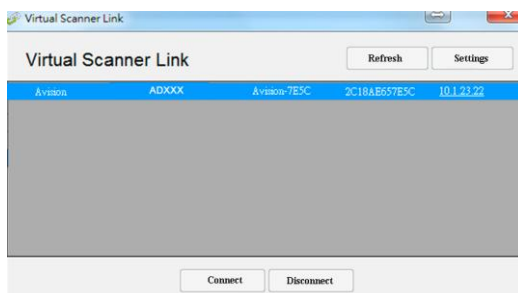 Virtual Scanner Link
Virtual Scanner Link Refresh Settings
Avision ADXXX Avision-7E5C 2C18AE657E5C 10.1.23.22
Connect Disconnect